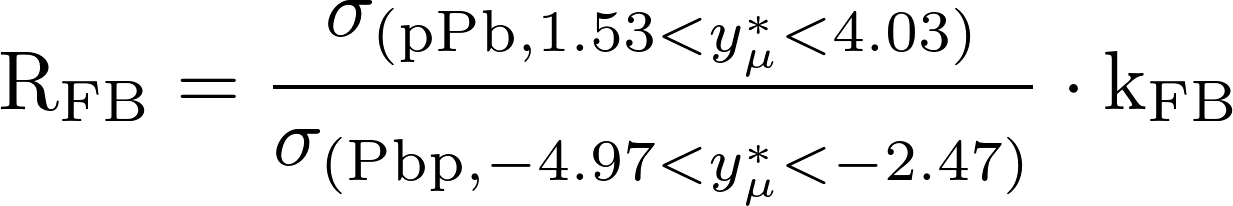 R_FB = σ_(pPb,1.53<y*_μ<4.03) / σ_(Pbp,−4.97<y*_μ<−2.47) · k_FB